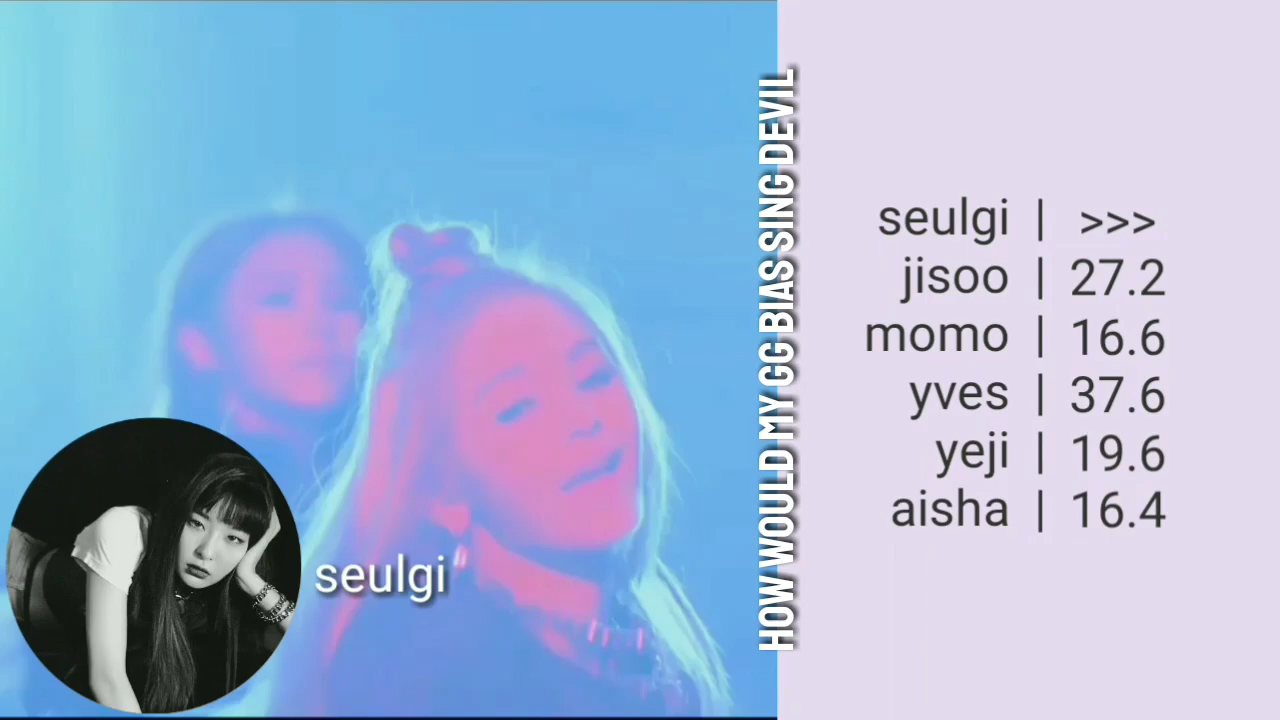 seulgi
HOW WOULD MY GG BIAS SING DEVIL
seulgi | >>>
jisoo | 27.2
momo | 16.6
yves | 37.6
yeji | 19.6
aisha | 16.4